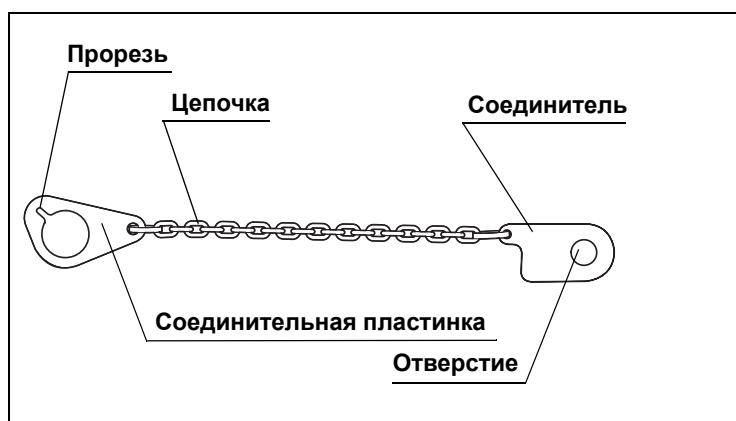 Прорезь
Цепочка
Соединитель
Соединительная пластинка
Отверстие